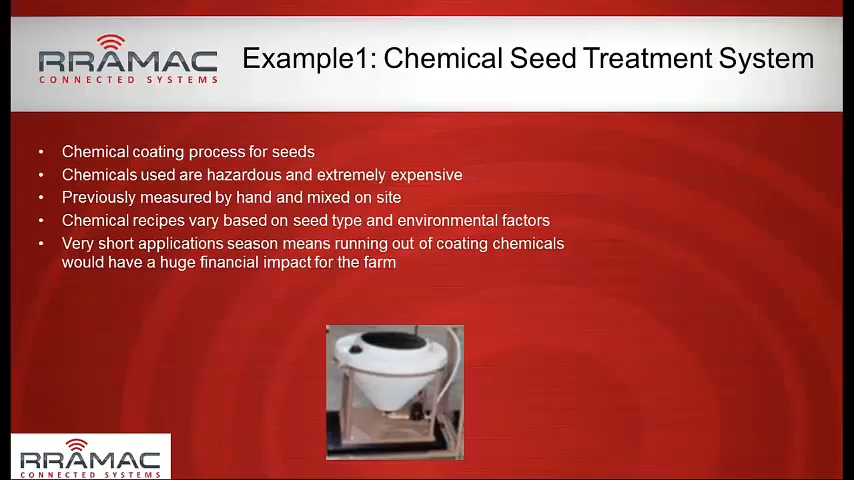 RRAMAC
CONNECTED SYSTEMS
Example1: Chemical Seed Treatment System
• Chemical coating process for seeds
• Chemicals used are hazardous and extremely expensive
• Previously measured by hand and mixed on site
• Chemical recipes vary based on seed type and environmental factors
• Very short applications season means running out of coating chemicals
would have a huge financial impact for the farm
RRAMAC
CONNECTED SYSTEMS